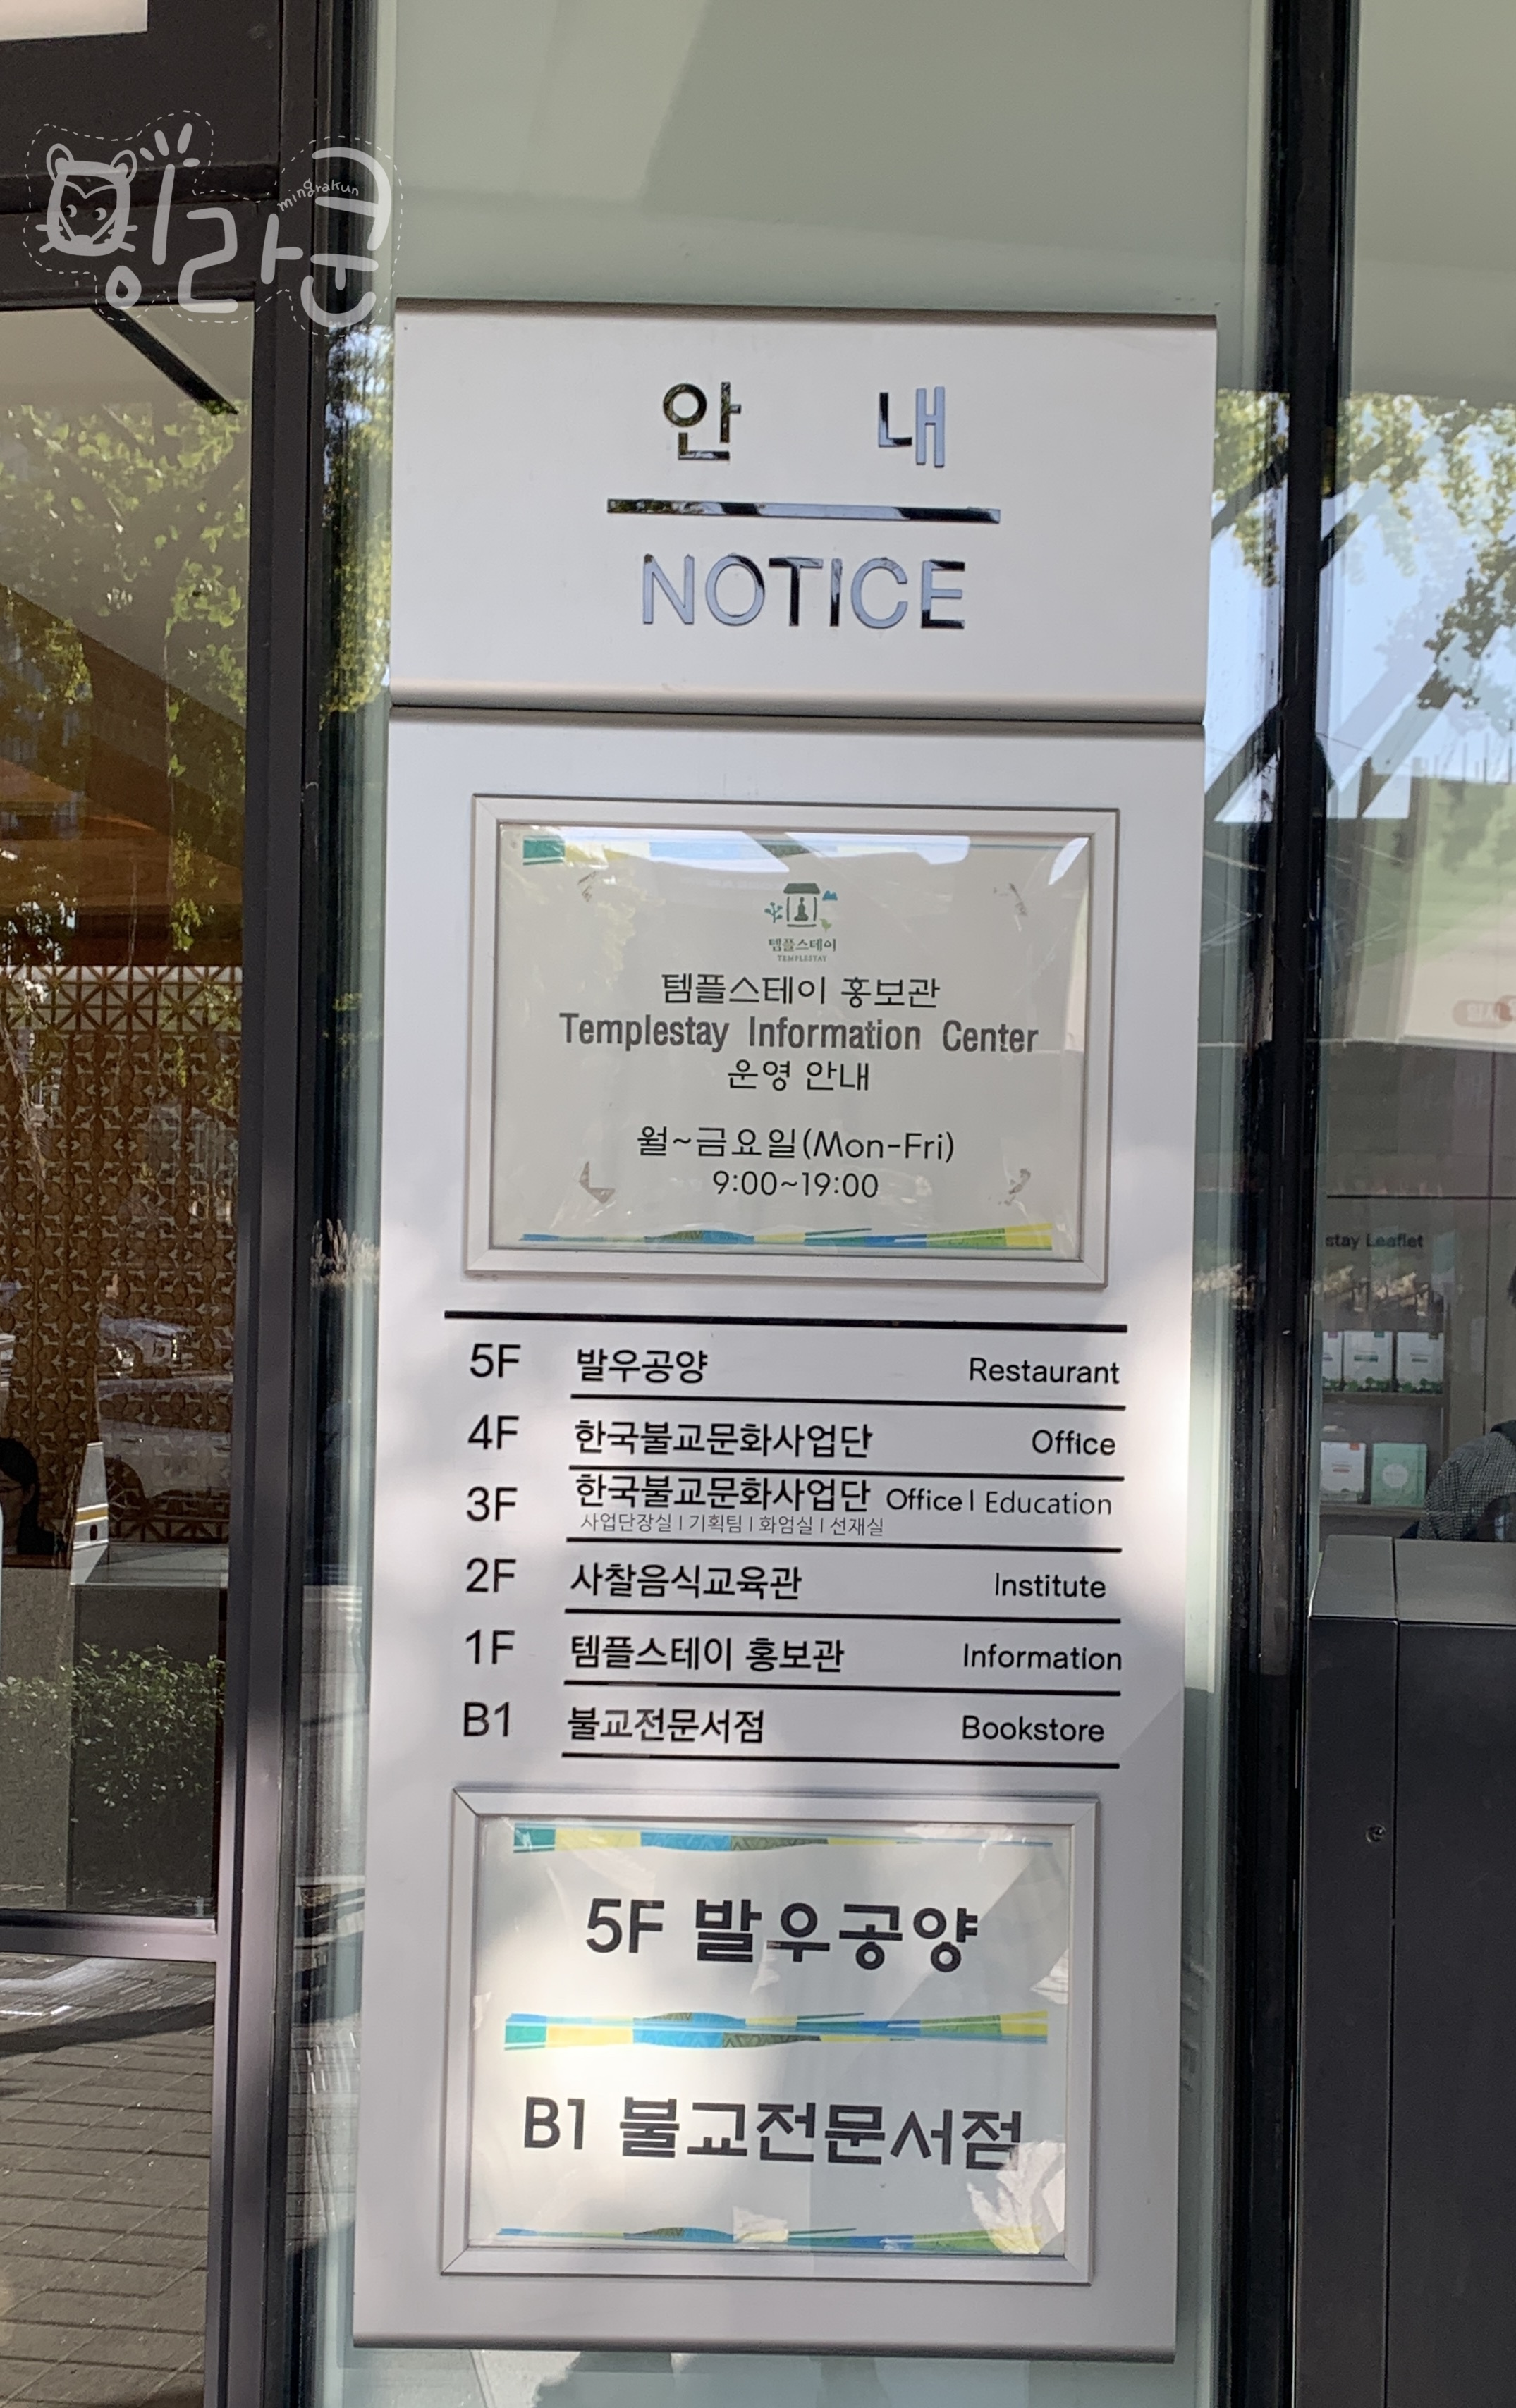 밍라쿤
mingrakun
안 내
NOTICE
템플스테이
TEMPLESTAY
템플스테이 홍보관
Templestay Information Center
운영 안내
월~금요일(Mon-Fri)
9:00~19:00
stay Leaflet
5F 발우공양 Restaurant
4F 한국불교문화사업단 Office
3F 한국불교문화사업단 Office | Education
사업단장실 | 기획팀 | 화엄실 | 선재실
2F 사찰음식교육관 Institute
1F 템플스테이 홍보관 Information
B1 불교전문서점 Bookstore
5F 발우공양
B1 불교전문서점